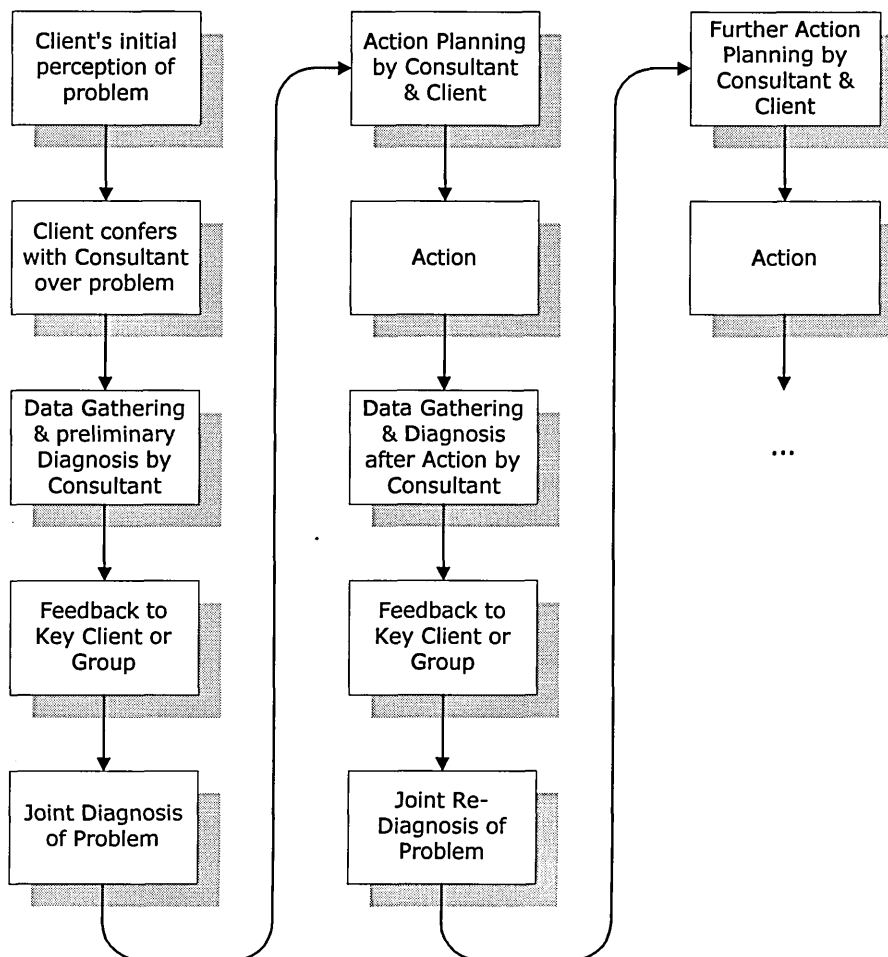 Client's initial
perception of
problem
Client confers
with Consultant
over problem
Data Gathering
& preliminary
Diagnosis by
Consultant
Feedback to
Key Client or
Group
Joint Diagnosis
of Problem
Action Planning
by Consultant
& Client
Action
Data Gathering
& Diagnosis
after Action by
Consultant
Feedback to
Key Client or
Group
Joint Re-
Diagnosis of
Problem
Further Action
Planning by
Consultant &
Client
Action
...